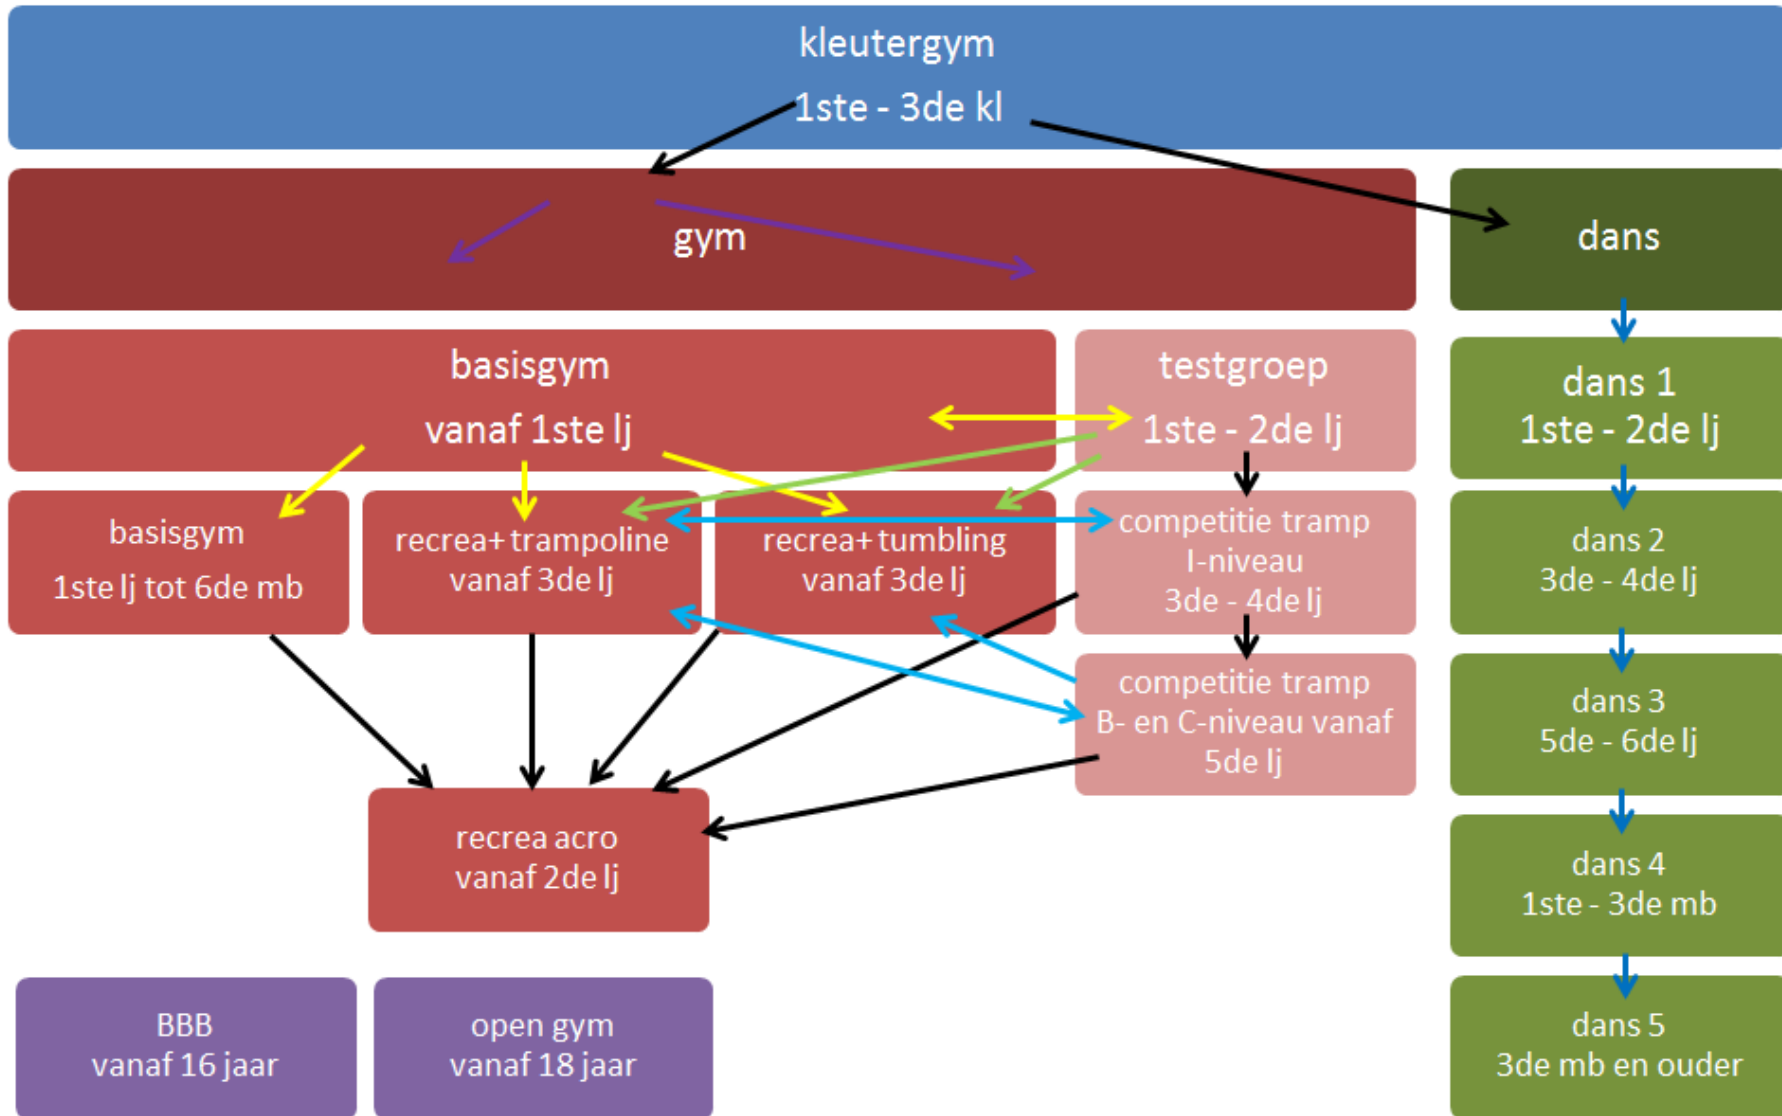 kleutergym
1ste - 3de kl
gym
dans
basisgym
vanaf 1ste lj
testgroep
1ste - 2de lj
dans 1
1ste - 2de lj
basisgym
1ste lj tot 6de mb
recrea+ trampoline
vanaf 3de lj
recrea+ tumbling
vanaf 3de lj
competitie tramp
I-niveau
3de - 4de lj
dans 2
3de - 4de lj
competitie tramp
B- en C-niveau vanaf
5de lj
dans 3
5de - 6de lj
recrea acro
vanaf 2de lj
dans 4
1ste - 3de mb
BBB
vanaf 16 jaar
open gym
vanaf 18 jaar
dans 5
3de mb en ouder